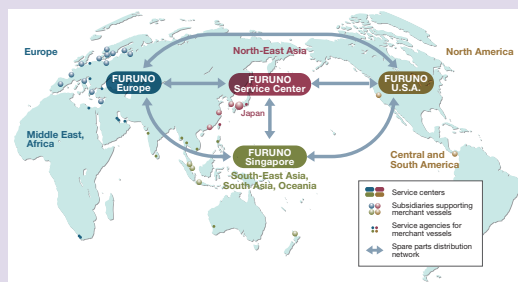 Europe
North-East Asia
North America
FURUNO
Europe
FURUNO
Service Center
FURUNO
U.S.A.
Japan
Middle East,
Africa
FURUNO
Singapore
South-East Asia,
South Asia, Oceania
Central and
South America
Service centers
Subsidiaries supporting
merchant vessels
Service agencies for
merchant vessels
Spare parts distribution
network